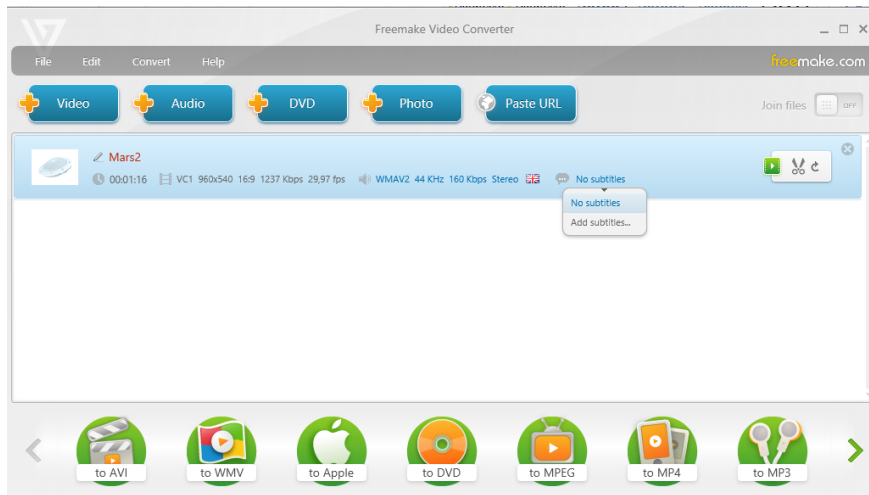 Freemake Video Converter
File Edit Convert Help
freemake.com
Video Audio DVD Photo Paste URL
Join files OFF
Mars2
00:01:16 VC1 960x540 16:9 1237 Kbps 29,97 fps WMAV2 44 KHz 160 Kbps Stereo No subtitles
No subtitles
Add subtitles...
to AVI to WMV to Apple to DVD to MPEG to MP4 to MP3